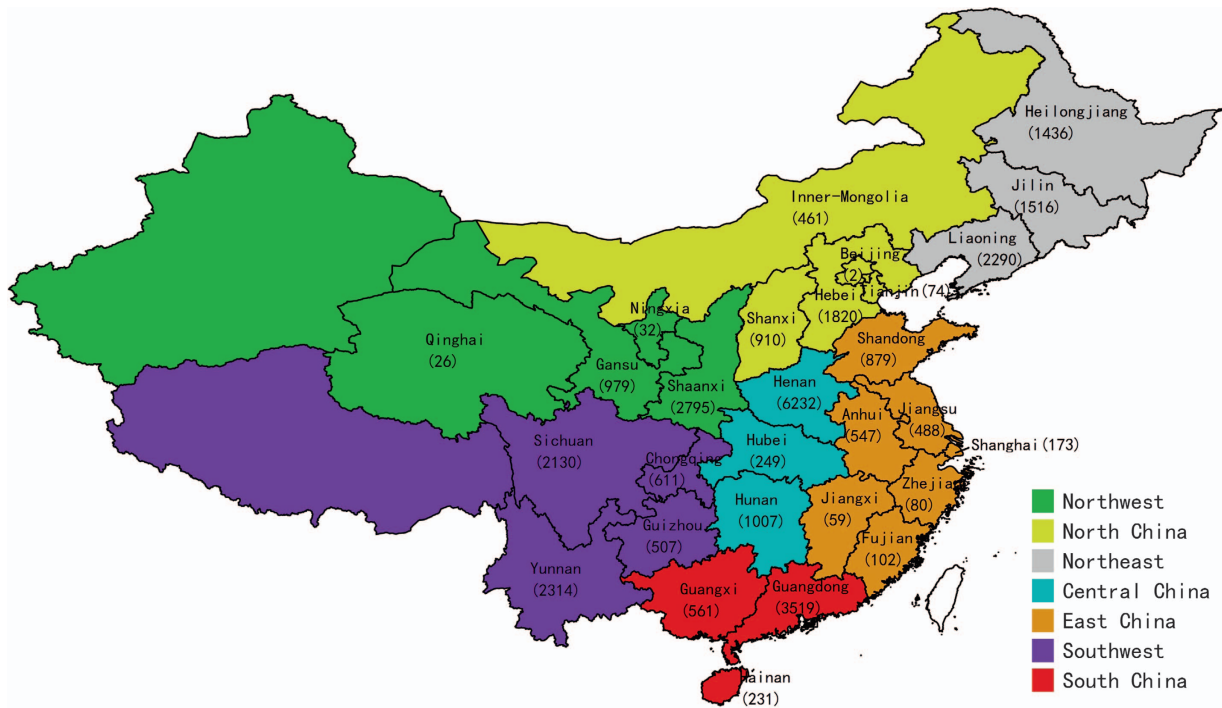 Heilongjiang
(1436)
Jilin
(1516)
Inner-Mongolia
(461)
Liaoning
(2290)
Beijing
(2)
Tianjin(74)
Hebei
(1820)
Ningxia
(32)
Shanxi
(910)
Shandong
(879)
Qinghai
(26)
Gansu
(979)
Shaanxi
(2795)
Henan
(6232)
Anhui
(547)
Jiangsu
(488)
Sichuan
(2130)
Hubei
(249)
Shanghai(173)
Chongqing
(611)
Hunan
(1007)
Jiangxi
(59)
Zhejia
(80)
Guizhou
(507)
Fujian
(102)
Yunnan
(2314)
Guangxi
(561)
Guangdong
(3519)
Hainan
(231)
Northwest
North China
Northeast
Central China
East China
Southwest
South China